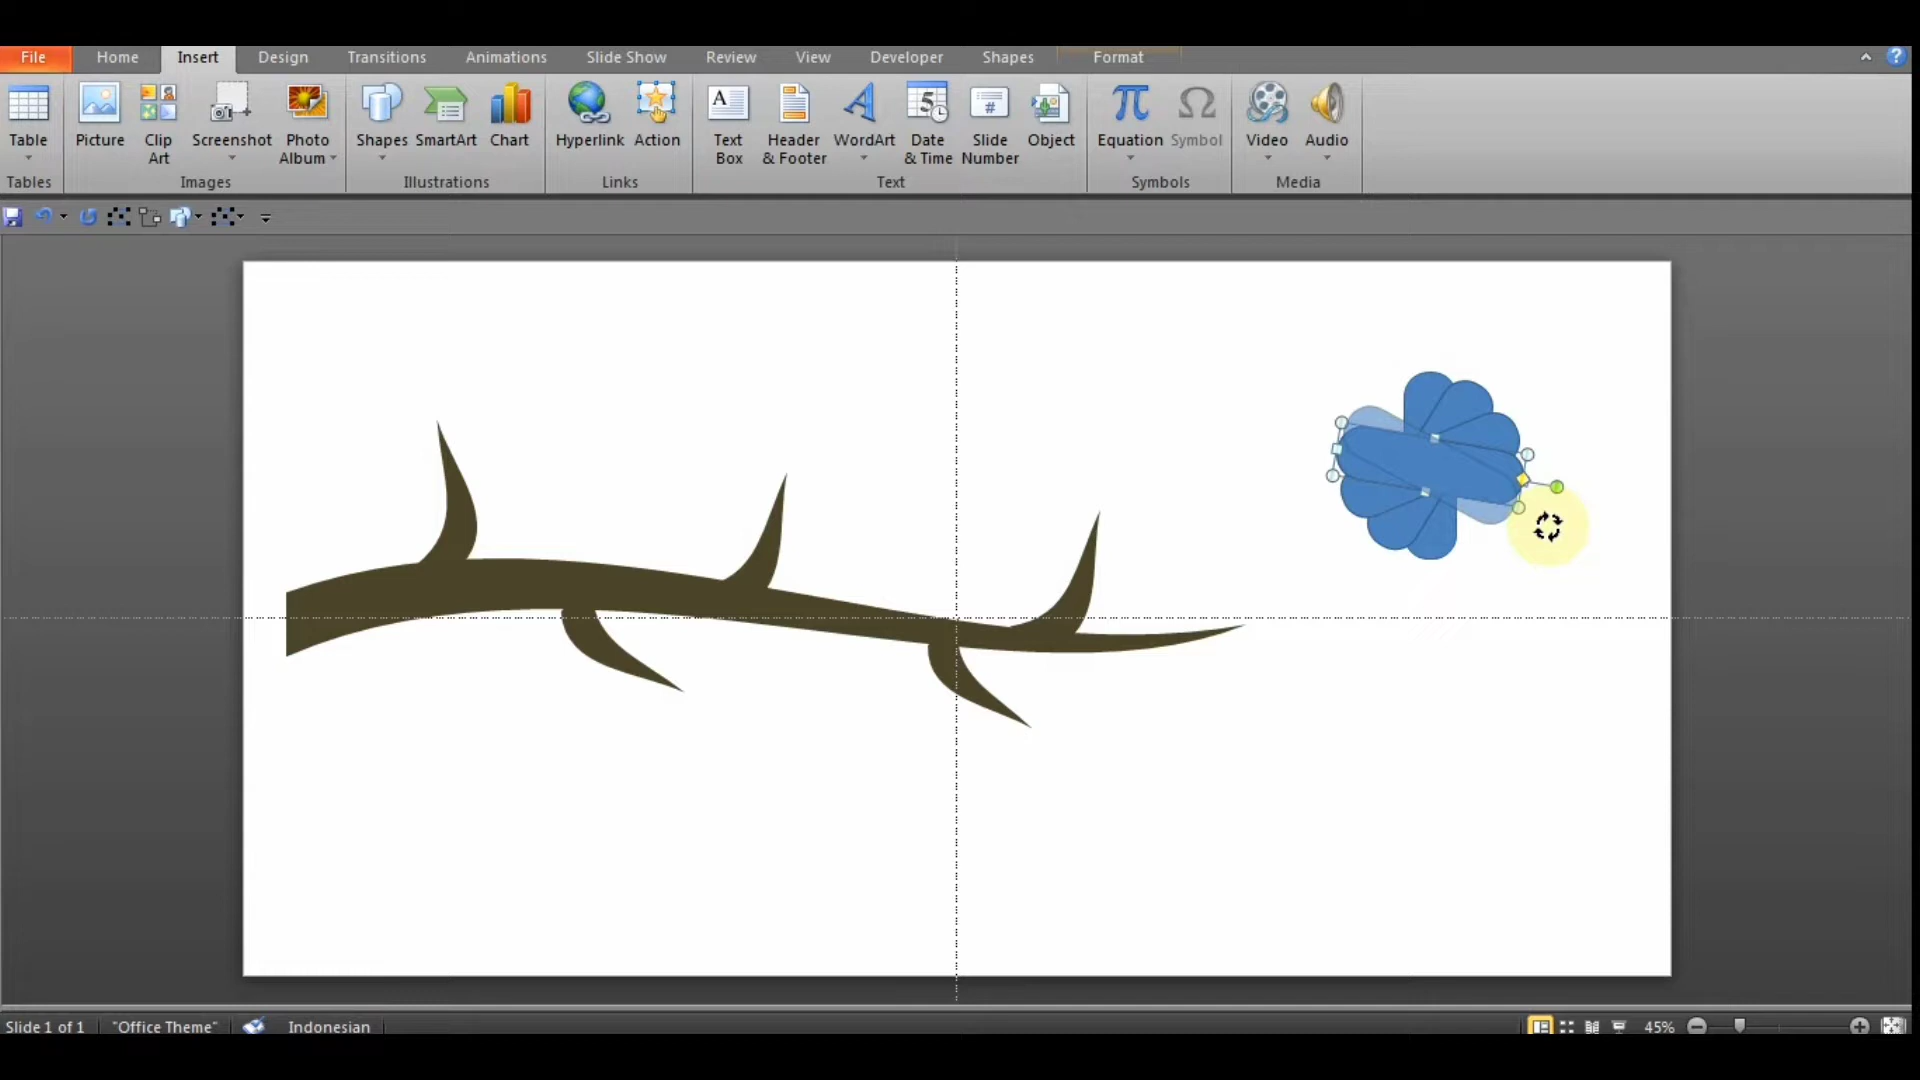 File Home Insert Design Transitions Animations Slide Show Review View Developer Shapes Format
Table Picture Clip Art Screenshot Photo Album Shapes SmartArt Chart Hyperlink Action Text Box Header & Footer WordArt Date & Time Slide Number Object Equation Symbol Video Audio
Tables Images Illustrations Links Text Symbols Media
Slide 1 of 1 "Office Theme" Indonesian 45%